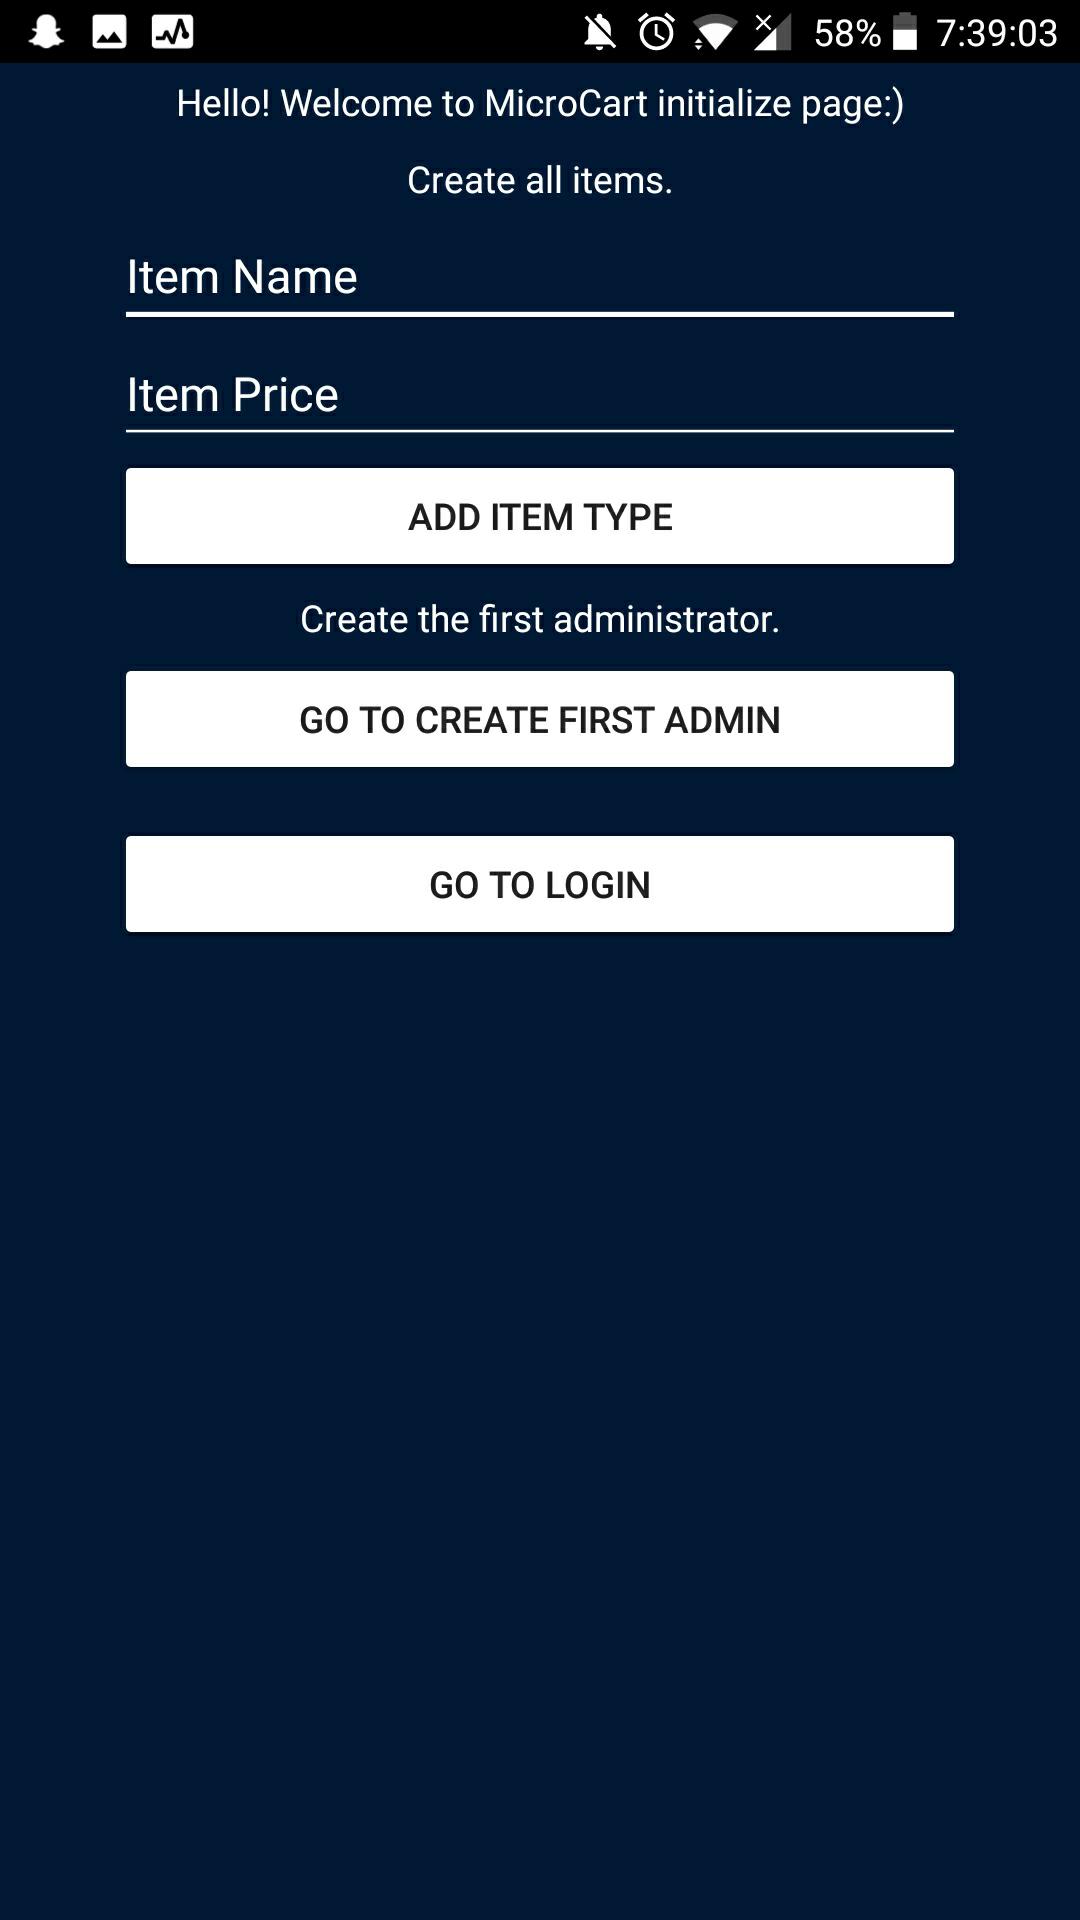 58% 7:39:03
Hello! Welcome to MicroCart initialize page:)
Create all items.
Item Name
Item Price
ADD ITEM TYPE
Create the first administrator.
GO TO CREATE FIRST ADMIN
GO TO LOGIN